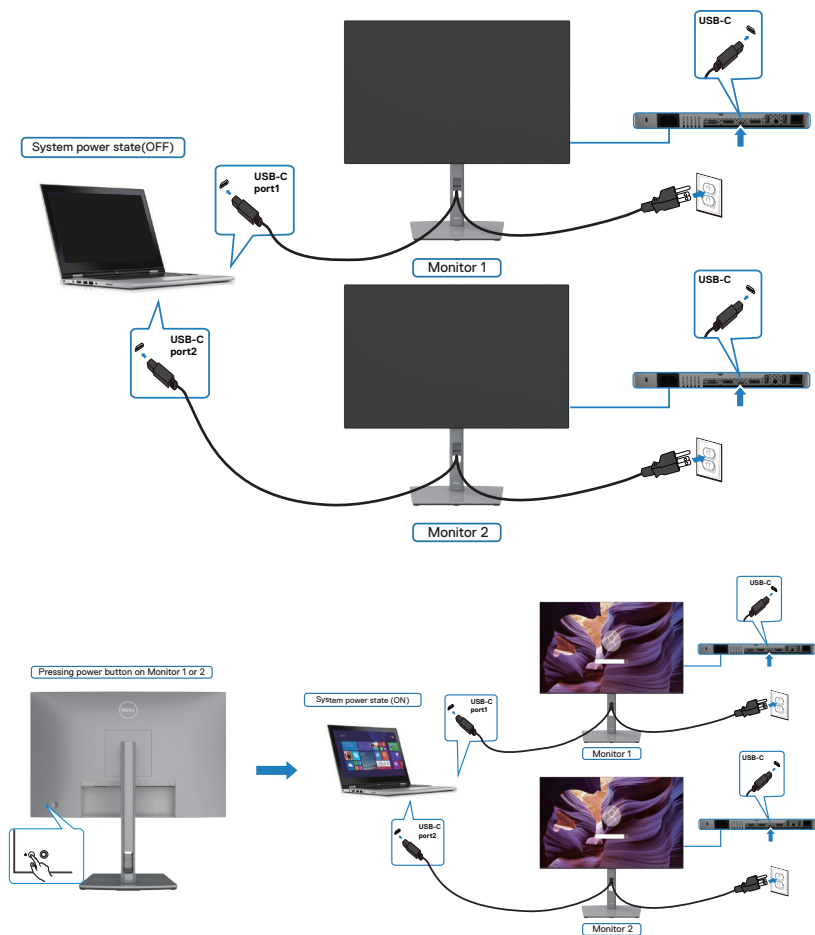 USB-C
System power state(OFF)
USB-C
port1
Monitor 1
USB-C
USB-C
port2
Monitor 2
USB-C
Pressing power button on Monitor 1 or 2
DELL
System power state (ON)
USB-C
port1
Monitor 1
USB-C
USB-C
port2
Monitor 2